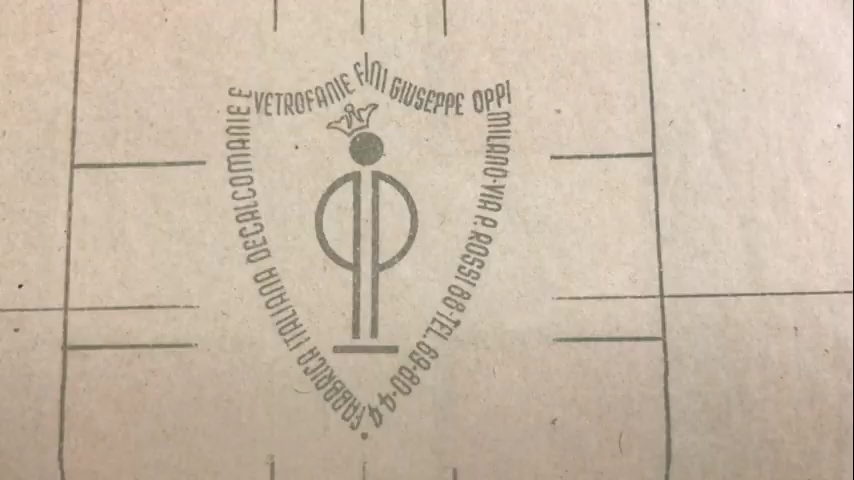 FABBRICA ITALIANA DECALCOMANIE E
VETROFANIE FINI GIUSEPPE OPPI
MILANO·VIA P. ROSSI 88-TEL. 69-80-44